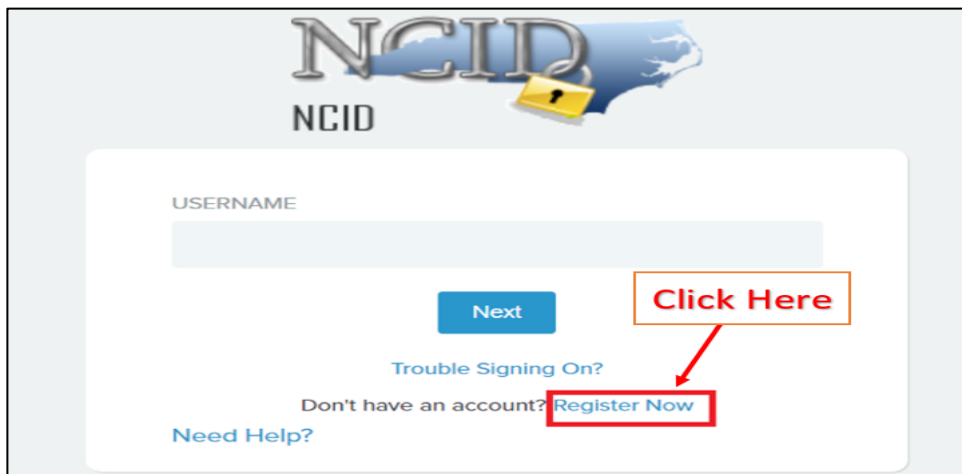 NCID
NCID
USERNAME
Next
Click Here
Trouble Signing On?
Don't have an account? Register Now
Need Help?